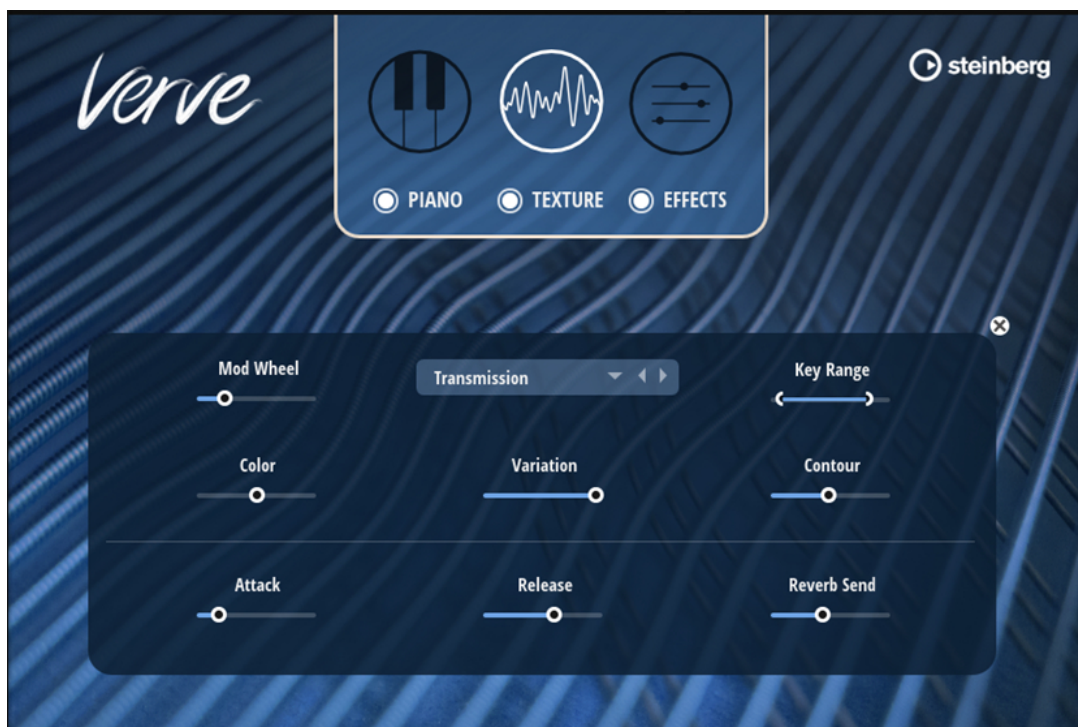 Verve
steinberg
PIANO
TEXTURE
EFFECTS
Mod Wheel
Transmission
Key Range
Color
Variation
Contour
Attack
Release
Reverb Send